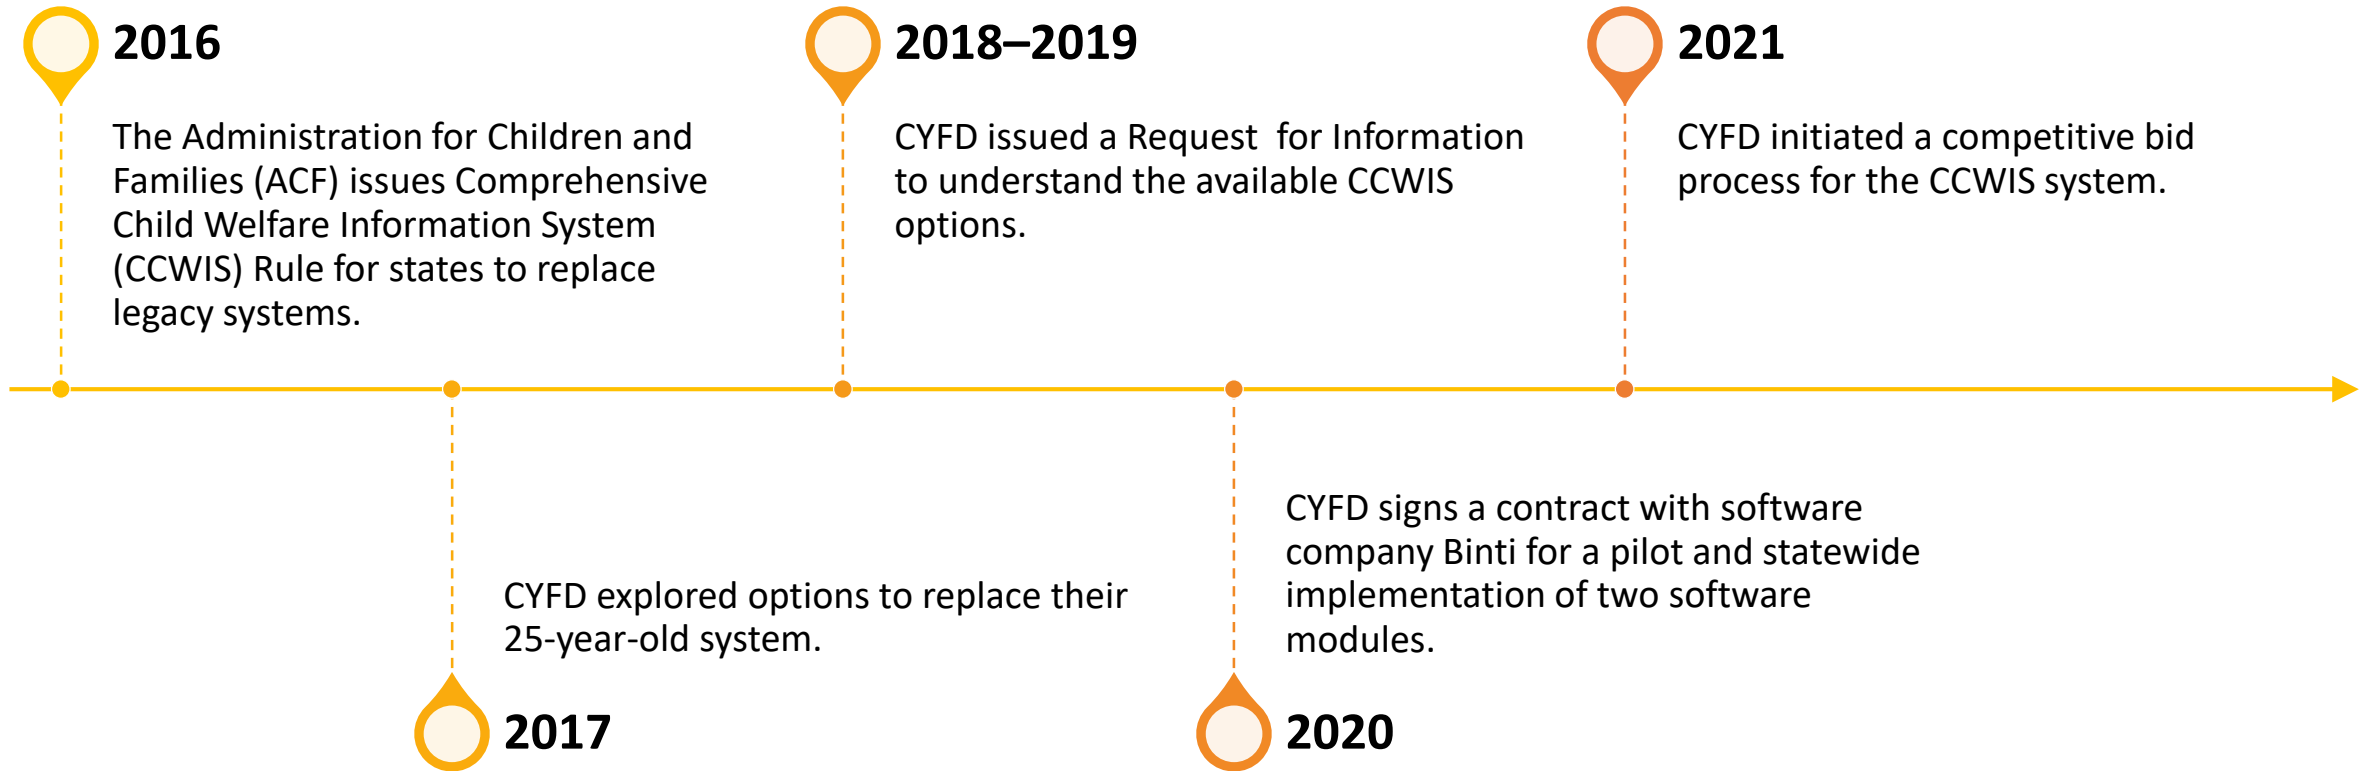 2016
The Administration for Children and
Families (ACF) issues Comprehensive
Child Welfare Information System
(CCWIS) Rule for states to replace
legacy systems.
CYFD explored options to replace their
25-year-old system.
2017
2018–2019
CYFD issued a Request  for Information
to understand the available CCWIS
options.
CYFD signs a contract with software
company Binti for a pilot and statewide
implementation of two software
modules.
2020
2021
CYFD initiated a competitive bid
process for the CCWIS system.